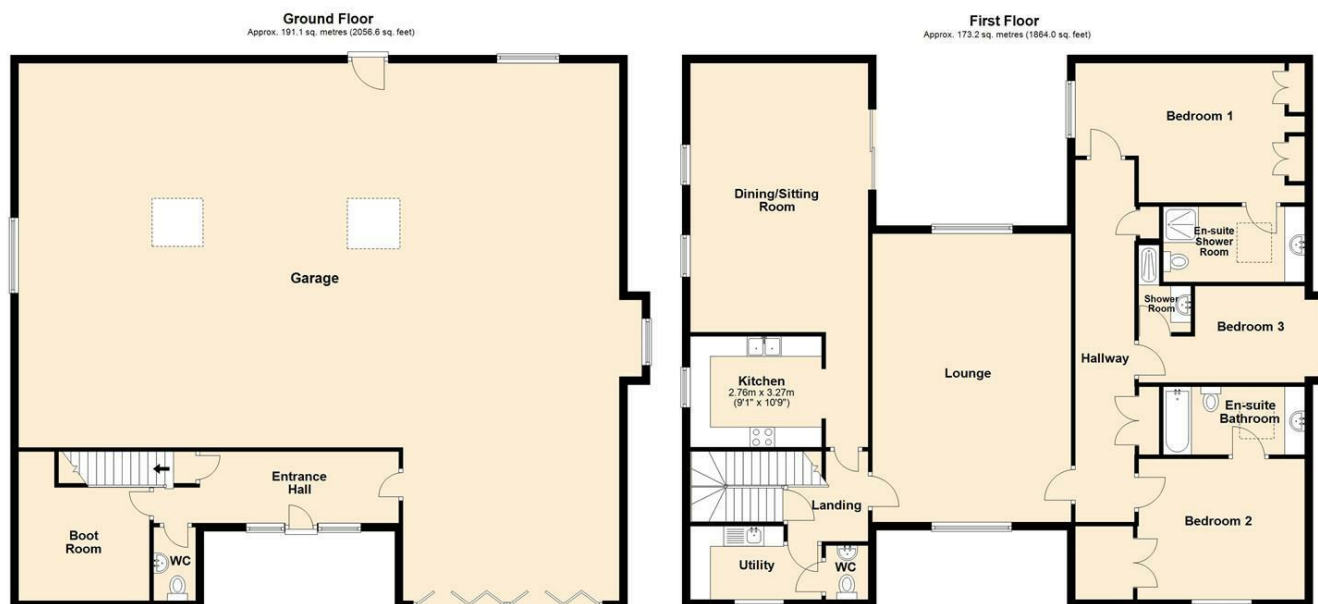 Ground Floor
Approx. 191.1 sq. metres (2056.6 sq. feet)
Garage
Entrance
Hall
Boot
Room
WC
First Floor
Approx. 173.2 sq. metres (1864.0 sq. feet)
Bedroom 1
Dining/Sitting
Room
En-suite
Shower
Room
Shower
Room
Bedroom 3
Hallway
Lounge
Kitchen
2.76m x 3.27m
(9'1" x 10'9")
En-suite
Bathroom
Landing
Bedroom 2
Utility
WC